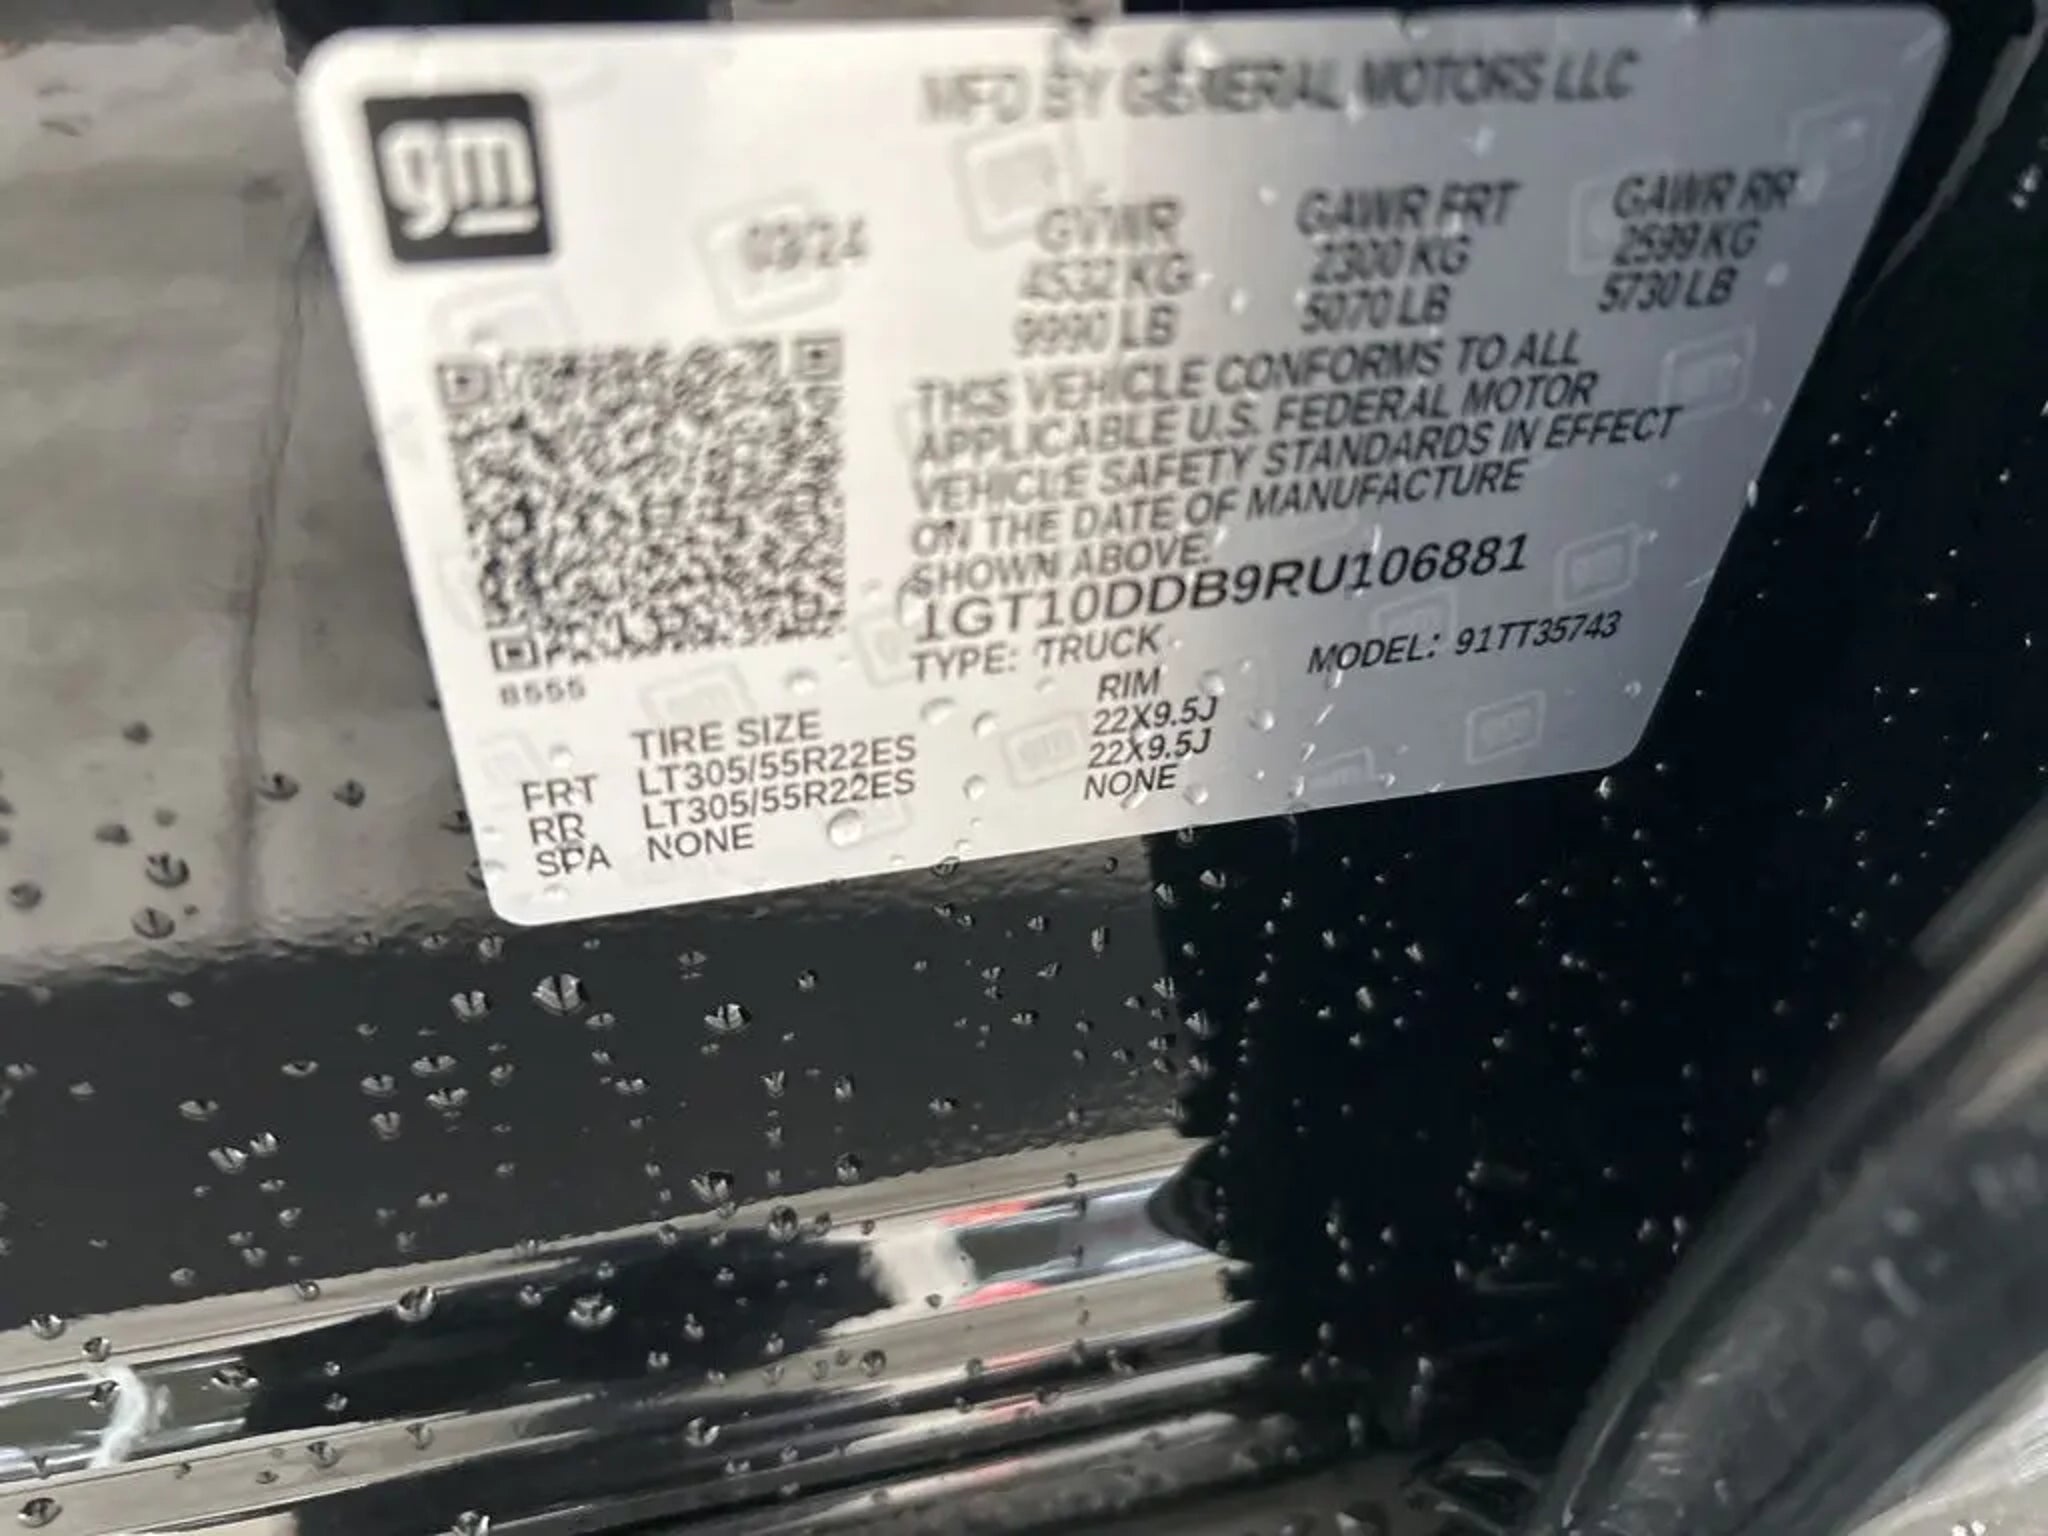 gm
MFD BY GENERAL MOTORS LLC
GVWR GAWR FRT GAWR RR
4532 KG 2300 KG 2599 KG
9990 LB 5070 LB 5730 LB
THIS VEHICLE CONFORMS TO ALL
APPLICABLE U.S. FEDERAL MOTOR
VEHICLE SAFETY STANDARDS IN EFFECT
ON THE DATE OF MANUFACTURE
SHOWN ABOVE.
1GT10DDB9RU106881
TYPE: TRUCK MODEL: 91TT35743
TIRE SIZE RIM
FRT LT305/55R22ES 22X9.5J
RR LT305/55R22ES 22X9.5J
SPA NONE NONE